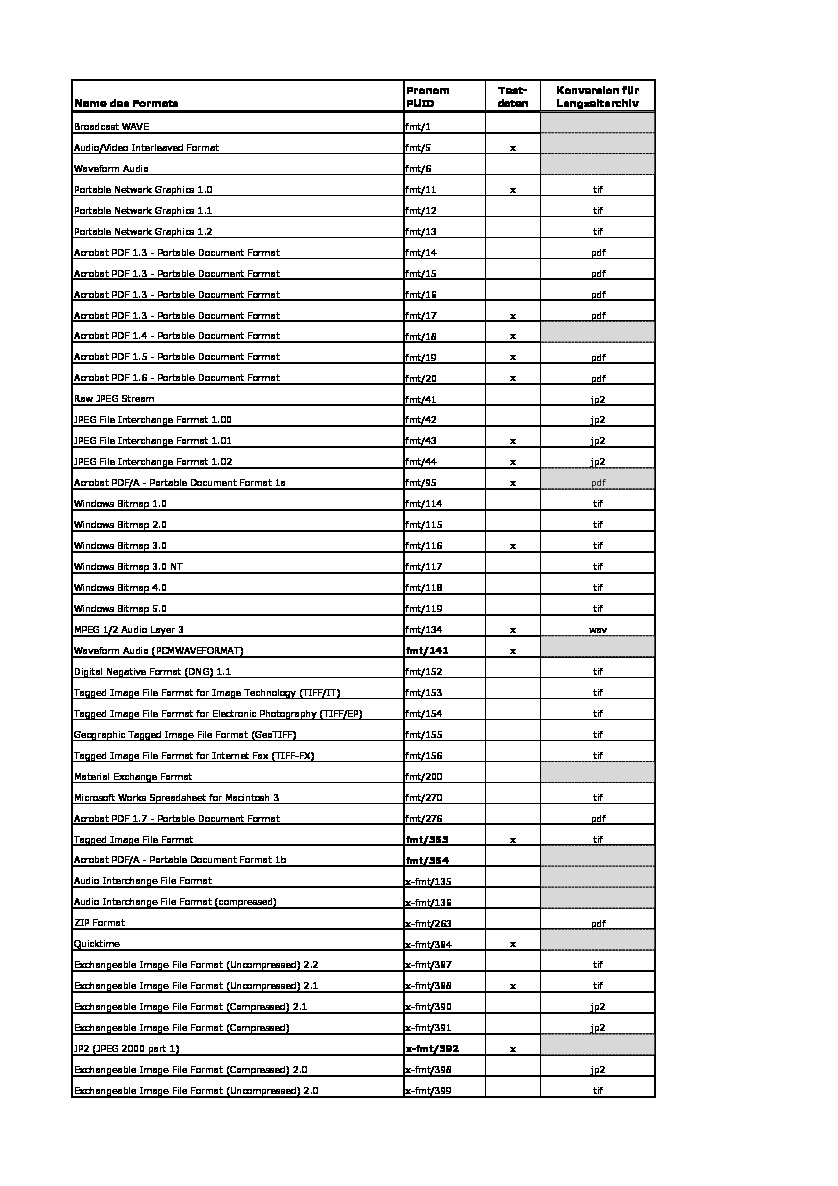 Name des Formats Pronom PUID Test-daten Konversion für Langzeitarchiv
Broadcast WAVE fmt/1
Audio/Video Interleaved Format fmt/5 x
Waveform Audio fmt/6
Portable Network Graphics 1.0 fmt/11 x tif
Portable Network Graphics 1.1 fmt/12 tif
Portable Network Graphics 1.2 fmt/13 tif
Acrobat PDF 1.3 - Portable Document Format fmt/14 pdf
Acrobat PDF 1.3 - Portable Document Format fmt/15 pdf
Acrobat PDF 1.3 - Portable Document Format fmt/16 pdf
Acrobat PDF 1.3 - Portable Document Format fmt/17 x pdf
Acrobat PDF 1.4 - Portable Document Format fmt/18 x
Acrobat PDF 1.5 - Portable Document Format fmt/19 x pdf
Acrobat PDF 1.6 - Portable Document Format fmt/20 x pdf
Raw JPEG Stream fmt/41 jp2
JPEG File Interchange Format 1.00 fmt/42 jp2
JPEG File Interchange Format 1.01 fmt/43 x jp2
JPEG File Interchange Format 1.02 fmt/44 x jp2
Acrobat PDF/A - Portable Document Format 1a fmt/95 x pdf
Windows Bitmap 1.0 fmt/114 tif
Windows Bitmap 2.0 fmt/115 tif
Windows Bitmap 3.0 fmt/116 x tif
Windows Bitmap 3.0 NT fmt/117 tif
Windows Bitmap 4.0 fmt/118 tif
Windows Bitmap 5.0 fmt/119 tif
MPEG 1/2 Audio Layer 3 fmt/134 x wav
Waveform Audio (PCMWAVEFORMAT) fmt/141 x
Digital Negative Format (DNG) 1.1 fmt/152 tif
Tagged Image File Format for Image Technology (TIFF/IT) fmt/153 tif
Tagged Image File Format for Electronic Photography (TIFF/EP) fmt/154 tif
Geographic Tagged Image File Format (GeoTIFF) fmt/155 tif
Tagged Image File Format for Internet Fax (TIFF-FX) fmt/156 tif
Material Exchange Format fmt/200
Microsoft Works Spreadsheet for Macintosh 3 fmt/270 tif
Acrobat PDF 1.7 - Portable Document Format fmt/276 pdf
Tagged Image File Format fmt/353 x tif
Acrobat PDF/A - Portable Document Format 1b fmt/354
Audio Interchange File Format x-fmt/135
Audio Interchange File Format (compressed) x-fmt/136
ZIP Format x-fmt/263 pdf
Quicktime x-fmt/384 x
Exchangeable Image File Format (Uncompressed) 2.2 x-fmt/387 tif
Exchangeable Image File Format (Uncompressed) 2.1 x-fmt/388 x tif
Exchangeable Image File Format (Compressed) 2.1 x-fmt/390 jp2
Exchangeable Image File Format (Compressed) x-fmt/391 jp2
JP2 (JPEG 2000 part 1) x-fmt/392 x
Exchangeable Image File Format (Compressed) 2.0 x-fmt/398 jp2
Exchangeable Image File Format (Uncompressed) 2.0 x-fmt/399 tif